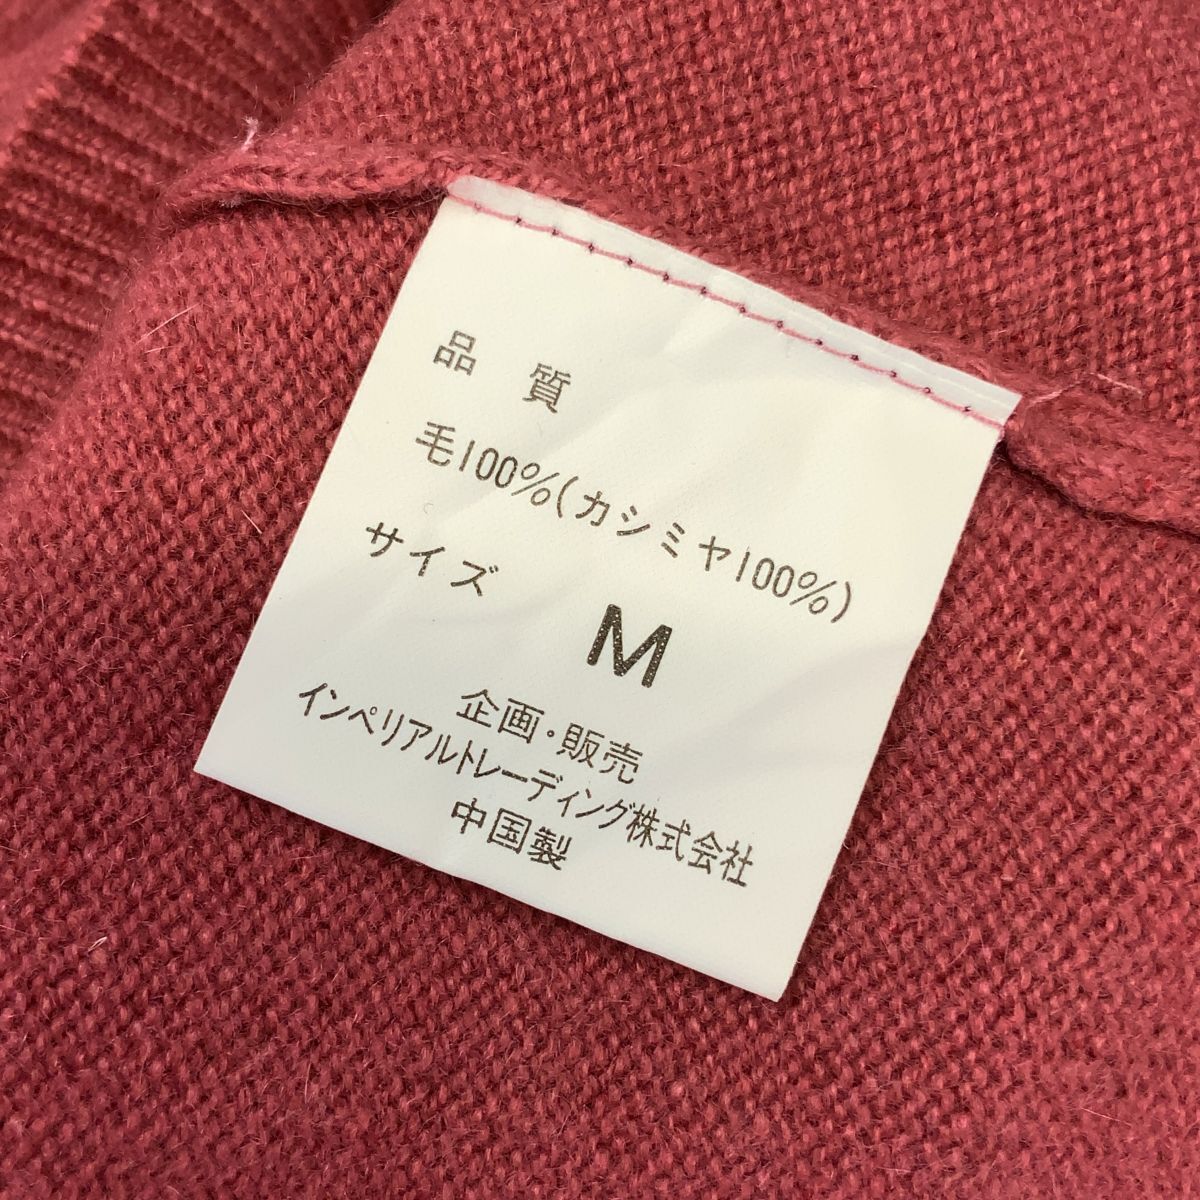 品 質
毛100%(カシミヤ100%)
サイズ M
企画・販売
インペリアルトレーディング株式会社
中国製